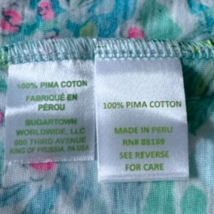 100% PIMA COTTON
FABRIQUÉ EN
PÉROU
SUGARTOWN
WORLDWIDE, LLC
800 THIRD AVENUE
KING OF PRUSSIA, PA USA
100% PIMA COTTON
MADE IN PERU
RN# 89189
SEE REVERSE
FOR CARE